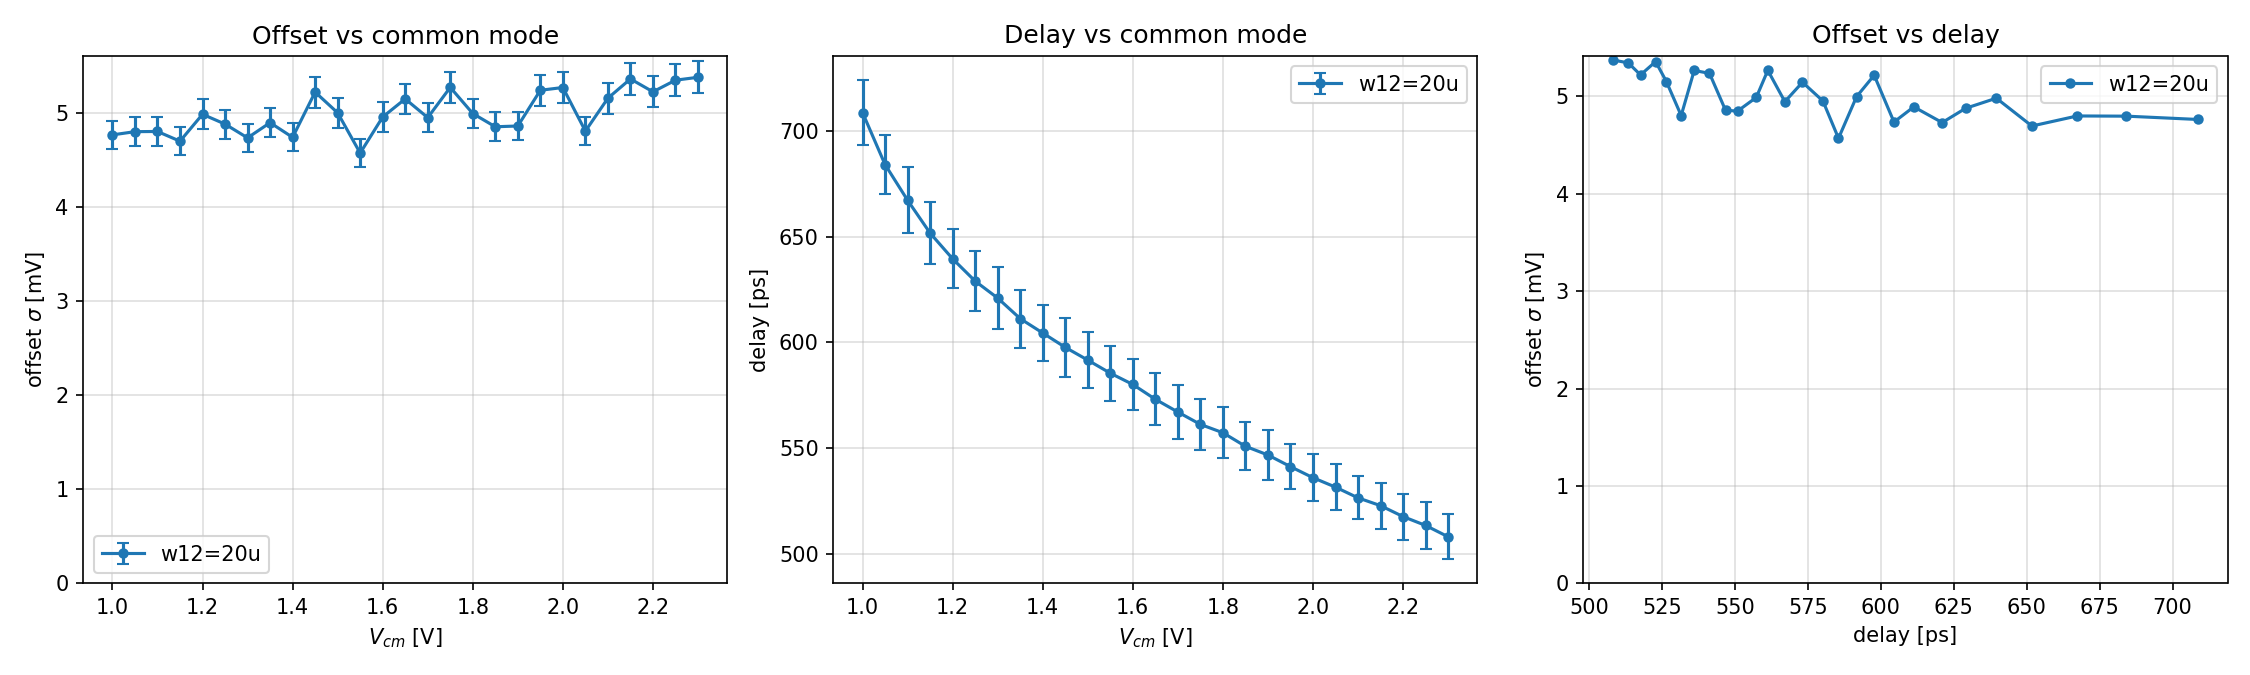 Offset vs common mode
offset σ [mV]
5
4
3
2
1
0
w12=20u
1.0 1.2 1.4 1.6 1.8 2.0 2.2
V_cm [V]
Delay vs common mode
delay [ps]
w12=20u
700
650
600
550
500
1.0 1.2 1.4 1.6 1.8 2.0 2.2
V_cm [V]
Offset vs delay
offset σ [mV]
w12=20u
5
4
3
2
1
0
500 525 550 575 600 625 650 675 700
delay [ps]